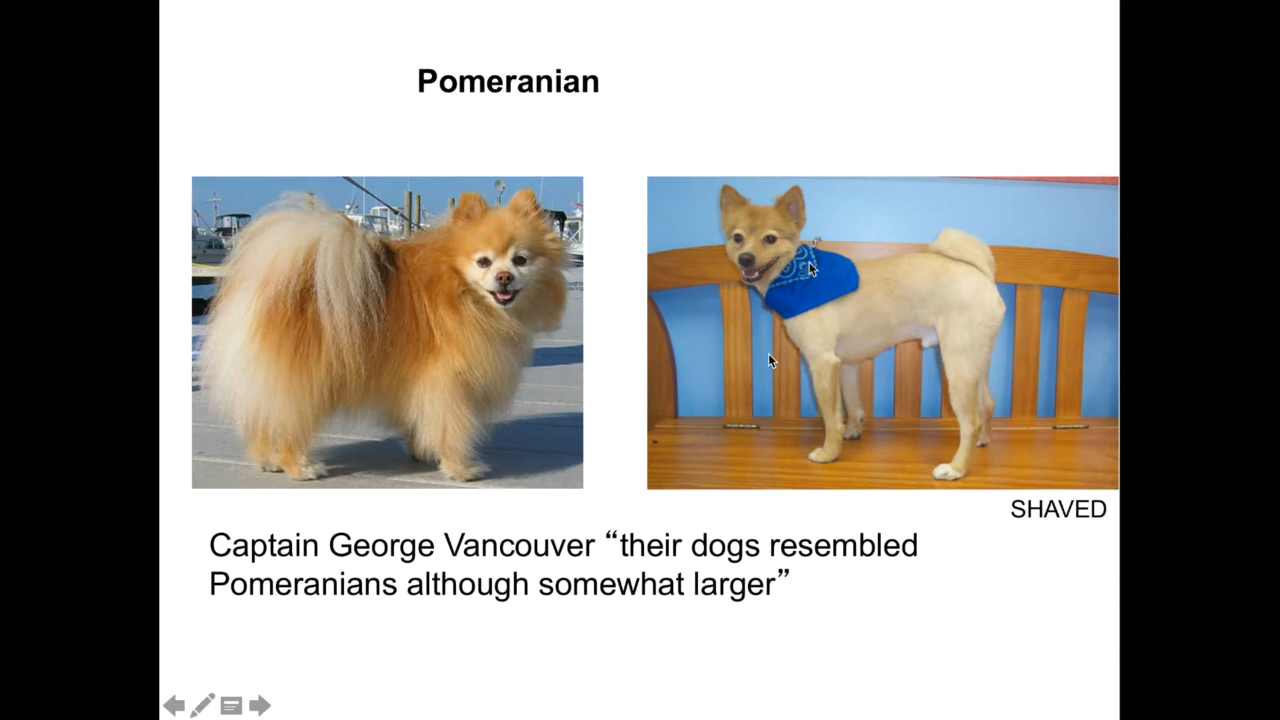 Pomeranian
SHAVED
Captain George Vancouver “their dogs resembled
Pomeranians although somewhat larger”